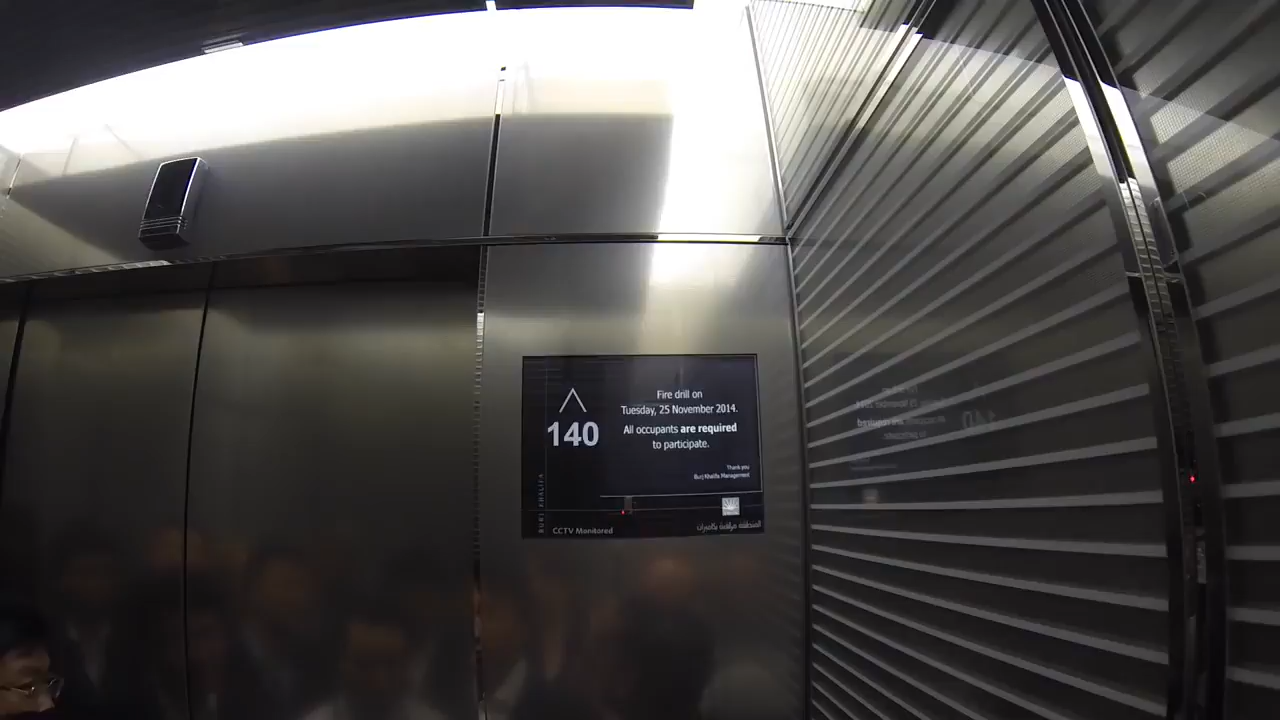 140
Fire drill on
Tuesday, 25 November 2014.
All occupants are required
to participate.
Thank you
Burj Khalifa Management
BURJ KHALIFA
CCTV Monitored
المنطقة مراقبة بكاميرات